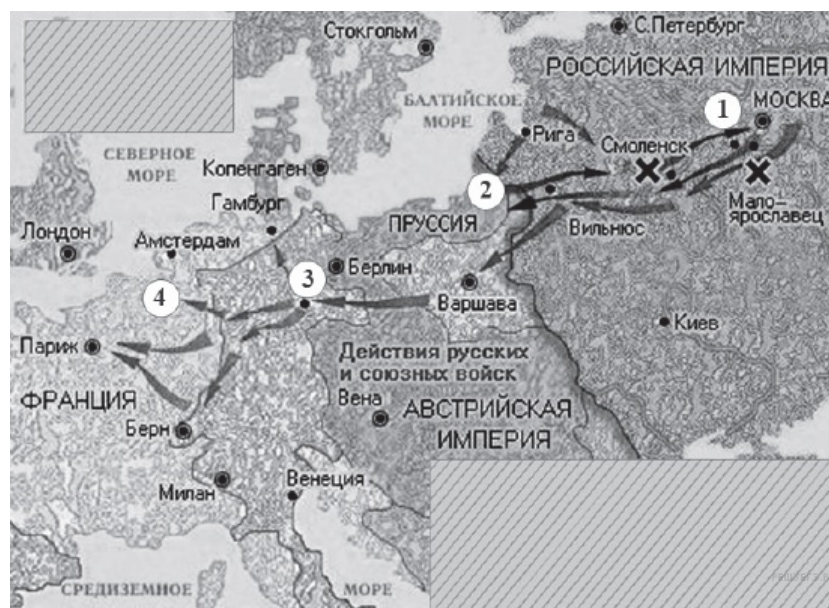 Стокгольм
С.Петербург
РОССИЙСКАЯ ИМПЕРИЯ
1
МОСКВА
БАЛТИЙСКОЕ
МОРЕ
Рига
Смоленск
СЕВЕРНОЕ
МОРЕ
Копенгаген
2
Гамбург
ПРУССИЯ
Мало-
ярославец
Вильнюс
Лондон
Амстердам
Берлин
3
4
Варшава
Киев
Париж
Действия русских
и союзных войск
ФРАНЦИЯ
Вена
АВСТРИЙСКАЯ
ИМПЕРИЯ
Берн
Милан
Венеция
СРЕДИЗЕМНОЕ
МОРЕ